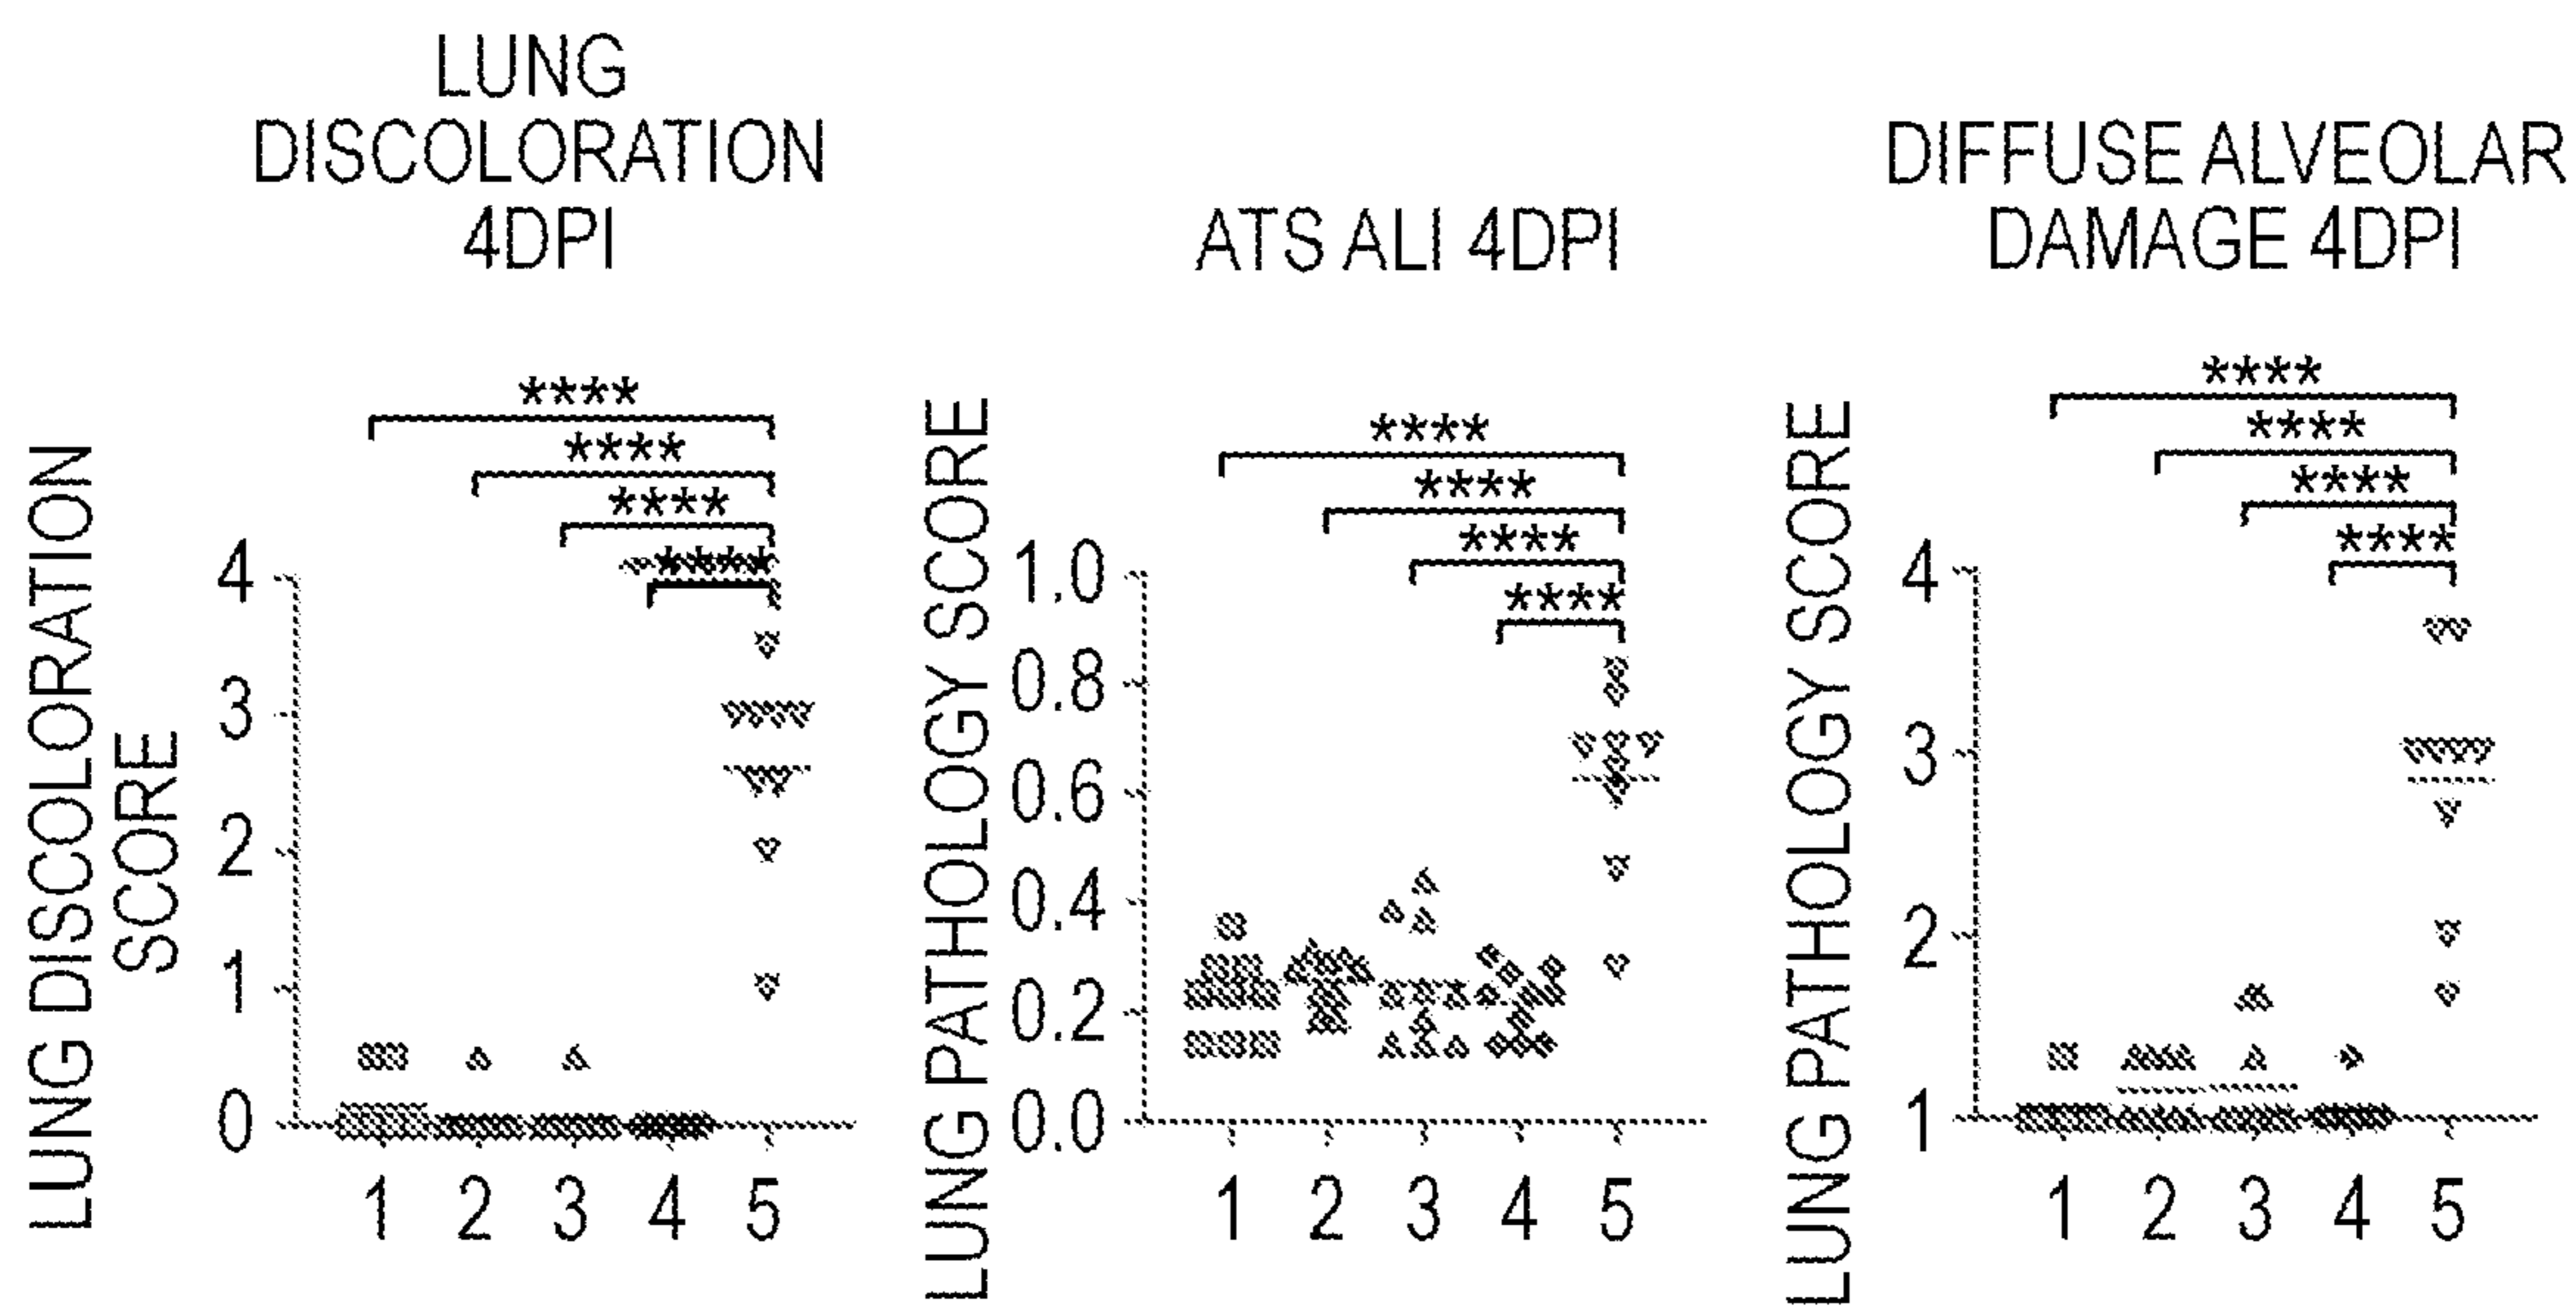 LUNG
DISCOLORATION
4DPI
LUNG DISCOLORATION
SCORE
****
****
****
****
4
3
2
1
0
1 2 3 4 5
ATS ALI 4DPI
LUNG PATHOLOGY SCORE
****
****
****
****
1.0
0.8
0.6
0.4
0.2
0.0
1 2 3 4 5
DIFFUSE ALVEOLAR
DAMAGE 4DPI
LUNG PATHOLOGY SCORE
****
****
****
****
4
3
2
1
1 2 3 4 5